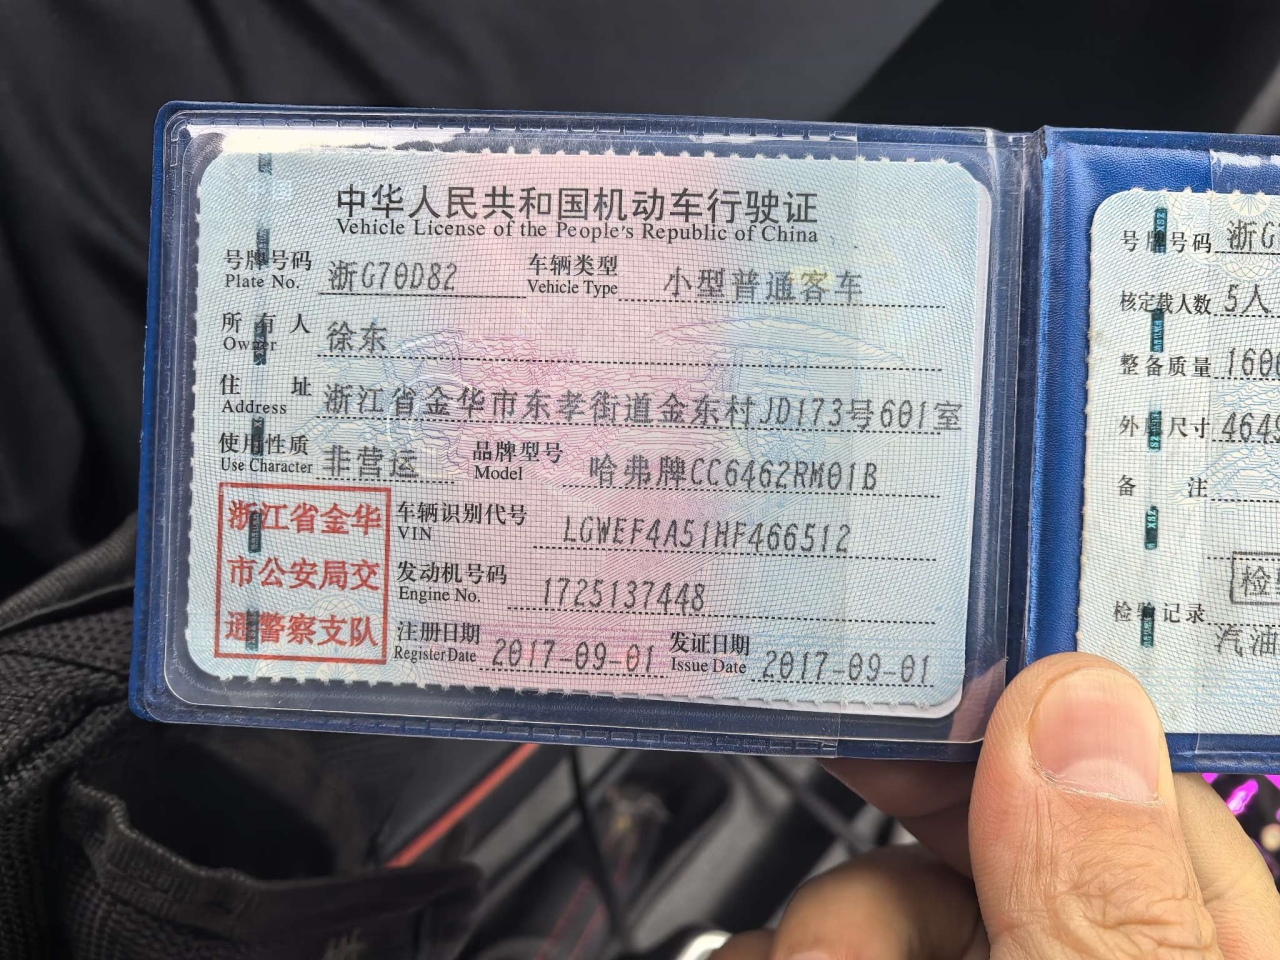 中华人民共和国机动车行驶证
Vehicle License of the People's Republic of China
号牌号码 浙G70D82 车辆类型 小型普通客车
Plate No. Vehicle Type
所有人 徐东
Owner
住址 浙江省金华市东孝街道金东村JD173号601室
Address
使用性质 非营运 品牌型号 哈弗牌CC6462RM01B
Use Character Model
浙江省金华
市公安局交
通警察支队
车辆识别代号 LGWEF4A51HF466512
VIN
发动机号码 1725137448
Engine No.
注册日期 2017-09-01 发证日期 2017-09-01
Register Date Issue Date
号牌号码 浙G
核定载人数 5人
整备质量 160
外廓尺寸 464
备注
检验记录
检
汽油